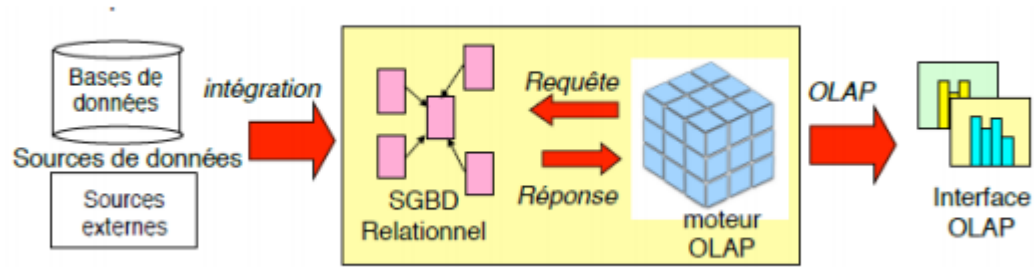 Bases de
données
Sources de données
Sources
externes
intégration
SGBD
Relationnel
Requête
Réponse
moteur
OLAP
OLAP
Interface
OLAP